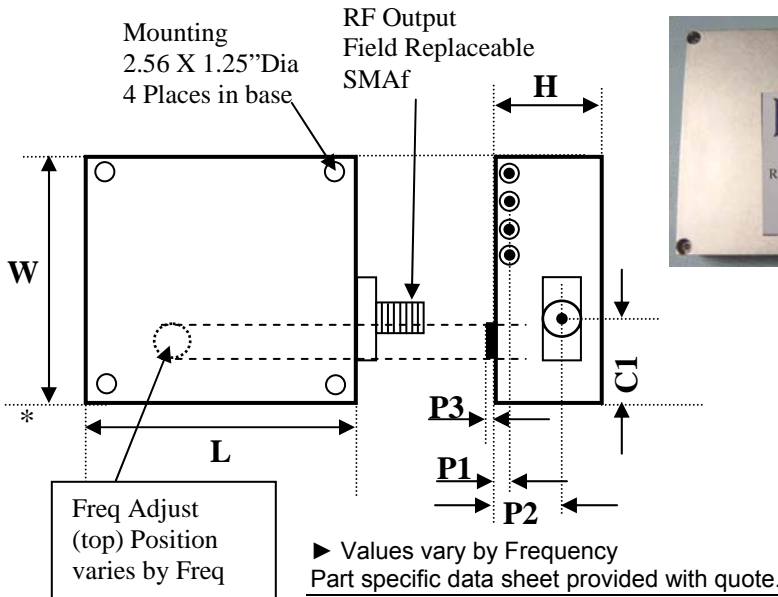 Mounting
2.56 X 1.25”Dia
4 Places in base
RF Output
Field Replaceable
SMAf
H
W
C1
P3
*
L
P1
P2
Freq Adjust
(top) Position
varies by Freq
► Values vary by Frequency
Part specific data sheet provided with quote.